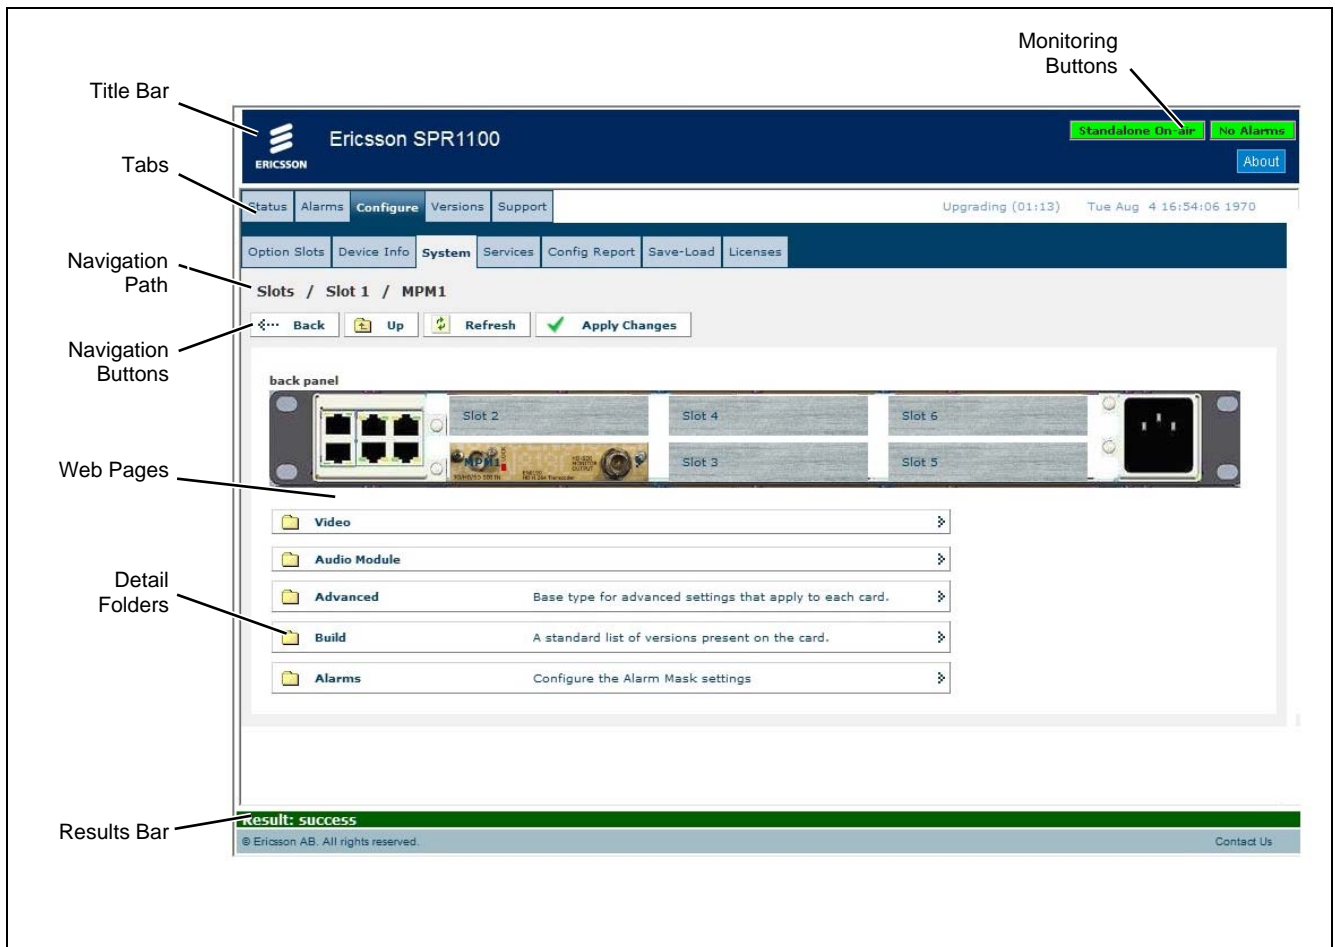 Monitoring
Buttons
Title Bar
Ericsson SPR1100
ERICSSON
Standalone On-air
No Alarms
About
Tabs
Status Alarms Configure Versions Support
Upgrading (01:13) Tue Aug 4 16:54:06 1970
Option Slots Device Info System Services Config Report Save-Load Licenses
Navigation
Path
Slots / Slot 1 / MPM1
Back Up Refresh Apply Changes
Navigation
Buttons
back panel
Slot 2 Slot 4 Slot 6
MPM1 Slot 3 Slot 5
MONITOR
OUTPUT
Web Pages
Video
Audio Module
Detail
Folders
Advanced Base type for advanced settings that apply to each card.
Build A standard list of versions present on the card.
Alarms Configure the Alarm Mask settings
Results Bar
Result: success
© Ericsson AB. All rights reserved. Contact Us